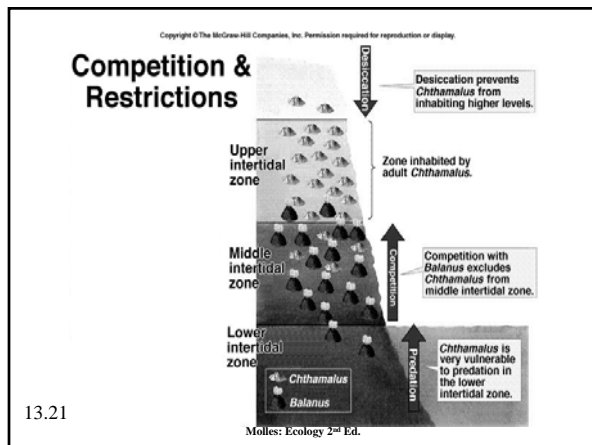 Copyright © The McGraw-Hill Companies, Inc. Permission required for reproduction or display.
Competition &
Restrictions
Desiccation
Desiccation prevents
Chthamalus from
inhabiting higher levels.
Upper
intertidal
zone
Zone inhabited by
adult Chthamalus.
Middle
intertidal
zone
Competition
Competition with
Balanus excludes
Chthamalus from
middle intertidal zone.
Lower
intertidal
zone
Predation
Chthamalus is
very vulnerable
to predation in
the lower
intertidal zone.
Chthamalus
Balanus
13.21
Molles: Ecology 2nd Ed.